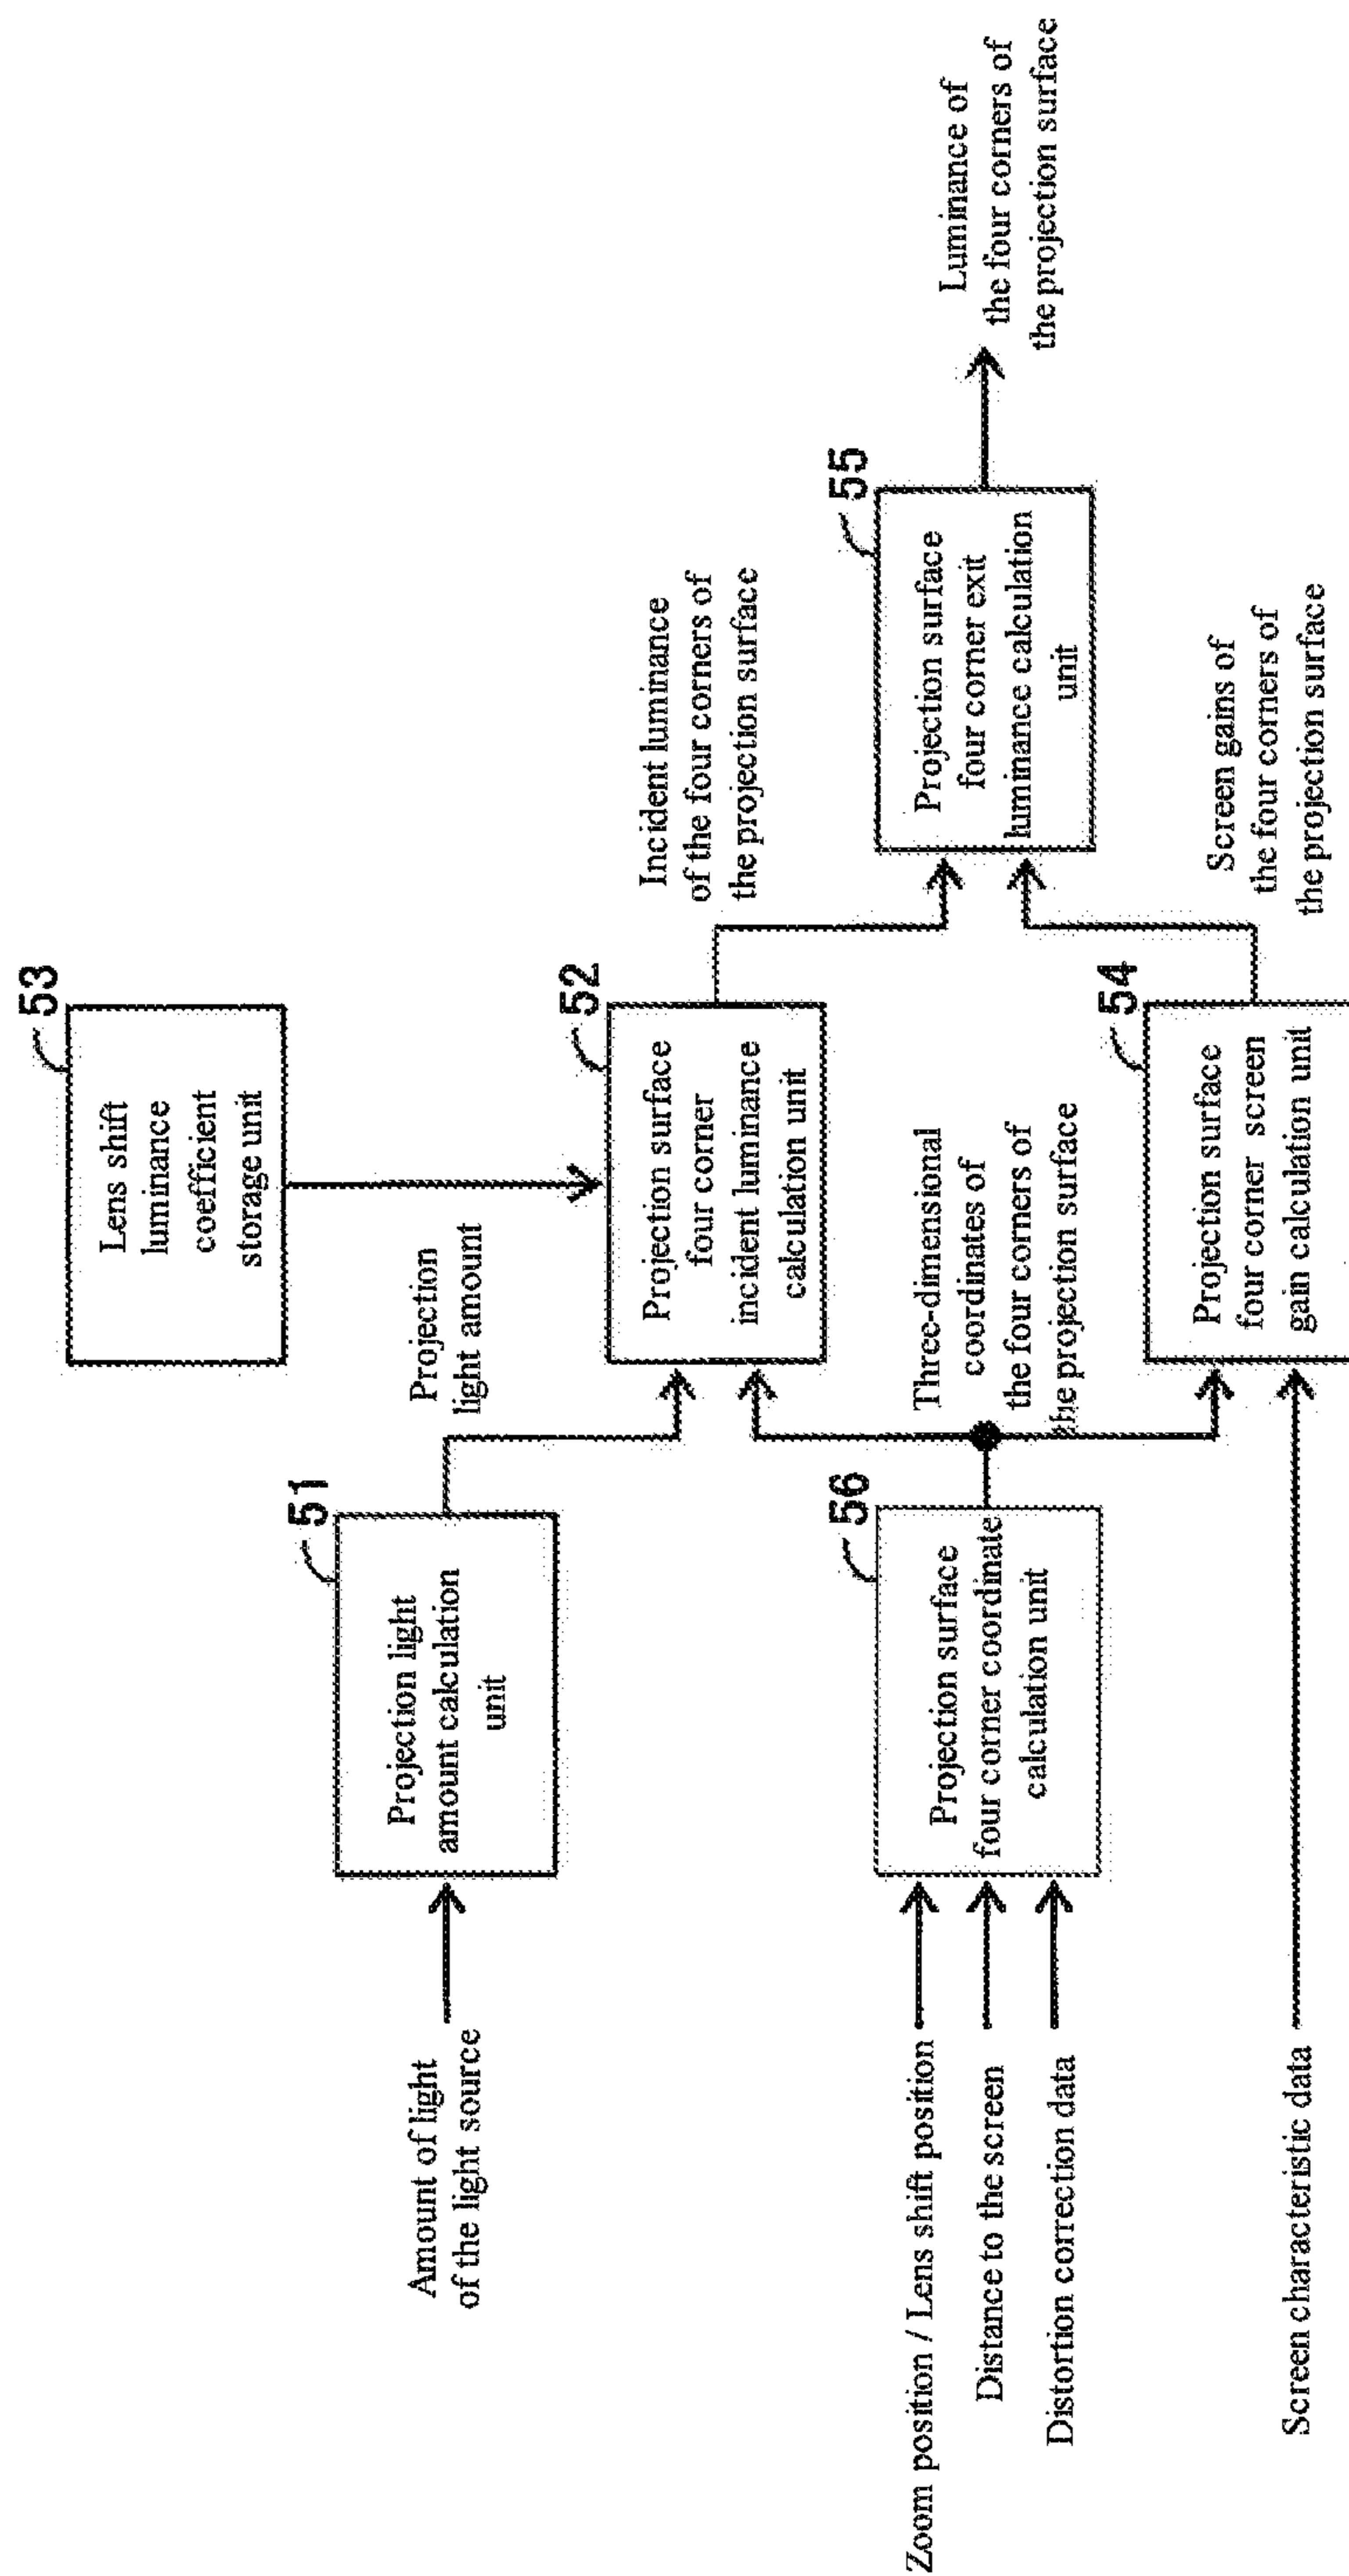 53
Lens shift
luminance
coefficient
storage unit
51
Projection light
amount calculation
unit
Amount of light
of the light source
Projection
light amount
52
Projection surface
four corner
incident luminance
calculation unit
Incident luminance
of the four corners of
the projection surface
Zoom position / Lens shift position
Distance to the screen
Distortion correction data
56
Projection surface
four corner coordinate
calculation unit
Three-dimensional
coordinates of
the four corners of
the projection surface
55
Projection surface
four corner exit
luminance calculation
unit
Luminance of
the four corners of
the projection surface
Screen characteristic data
54
Projection surface
four corner screen
gain calculation unit
Screen gains of
the four corners of
the projection surface